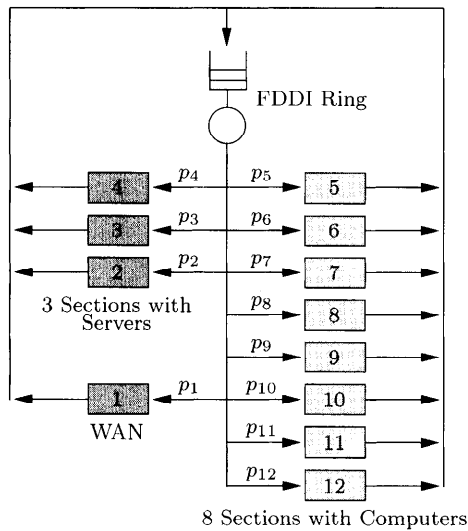 FDDI Ring
4 p4 p5 5
3 p3 p6 6
2 p2 p7 7
3 Sections with
Servers
p8 8
p9 9
1 p1 p10 10
WAN
p11 11
p12 12
8 Sections with Computers